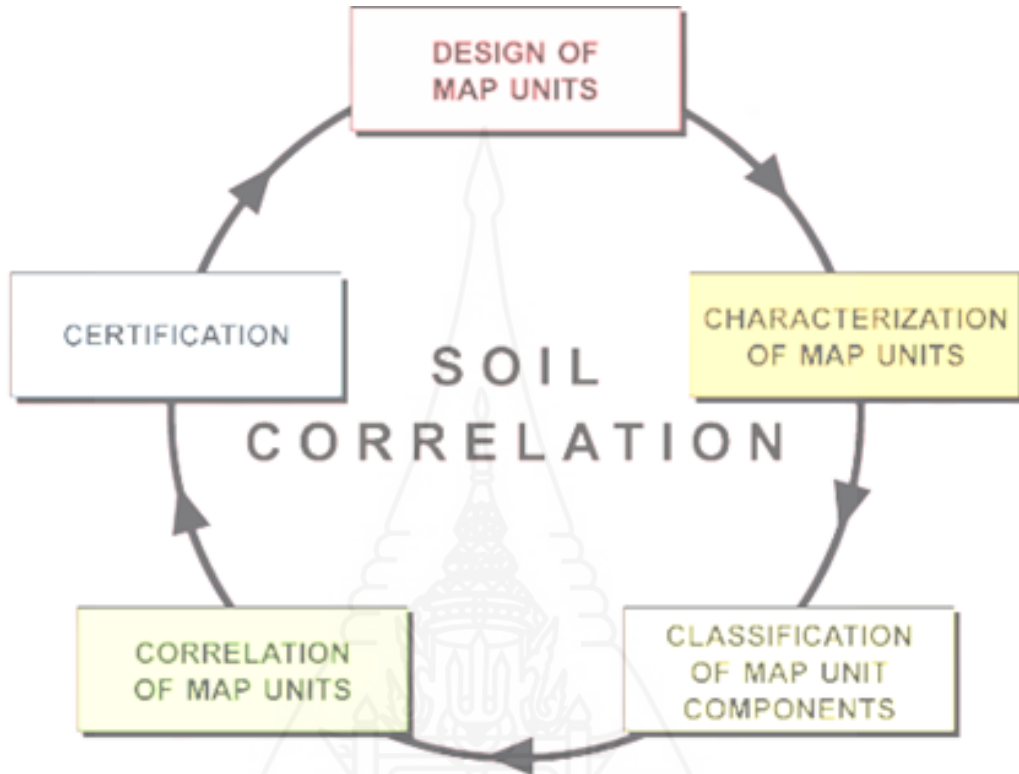 DESIGN OF
MAP UNITS
CERTIFICATION
CHARACTERIZATION
OF MAP UNITS
SOIL
CORRELATION
CORRELATION
OF MAP UNITS
CLASSIFICATION
OF MAP UNIT
COMPONENTS